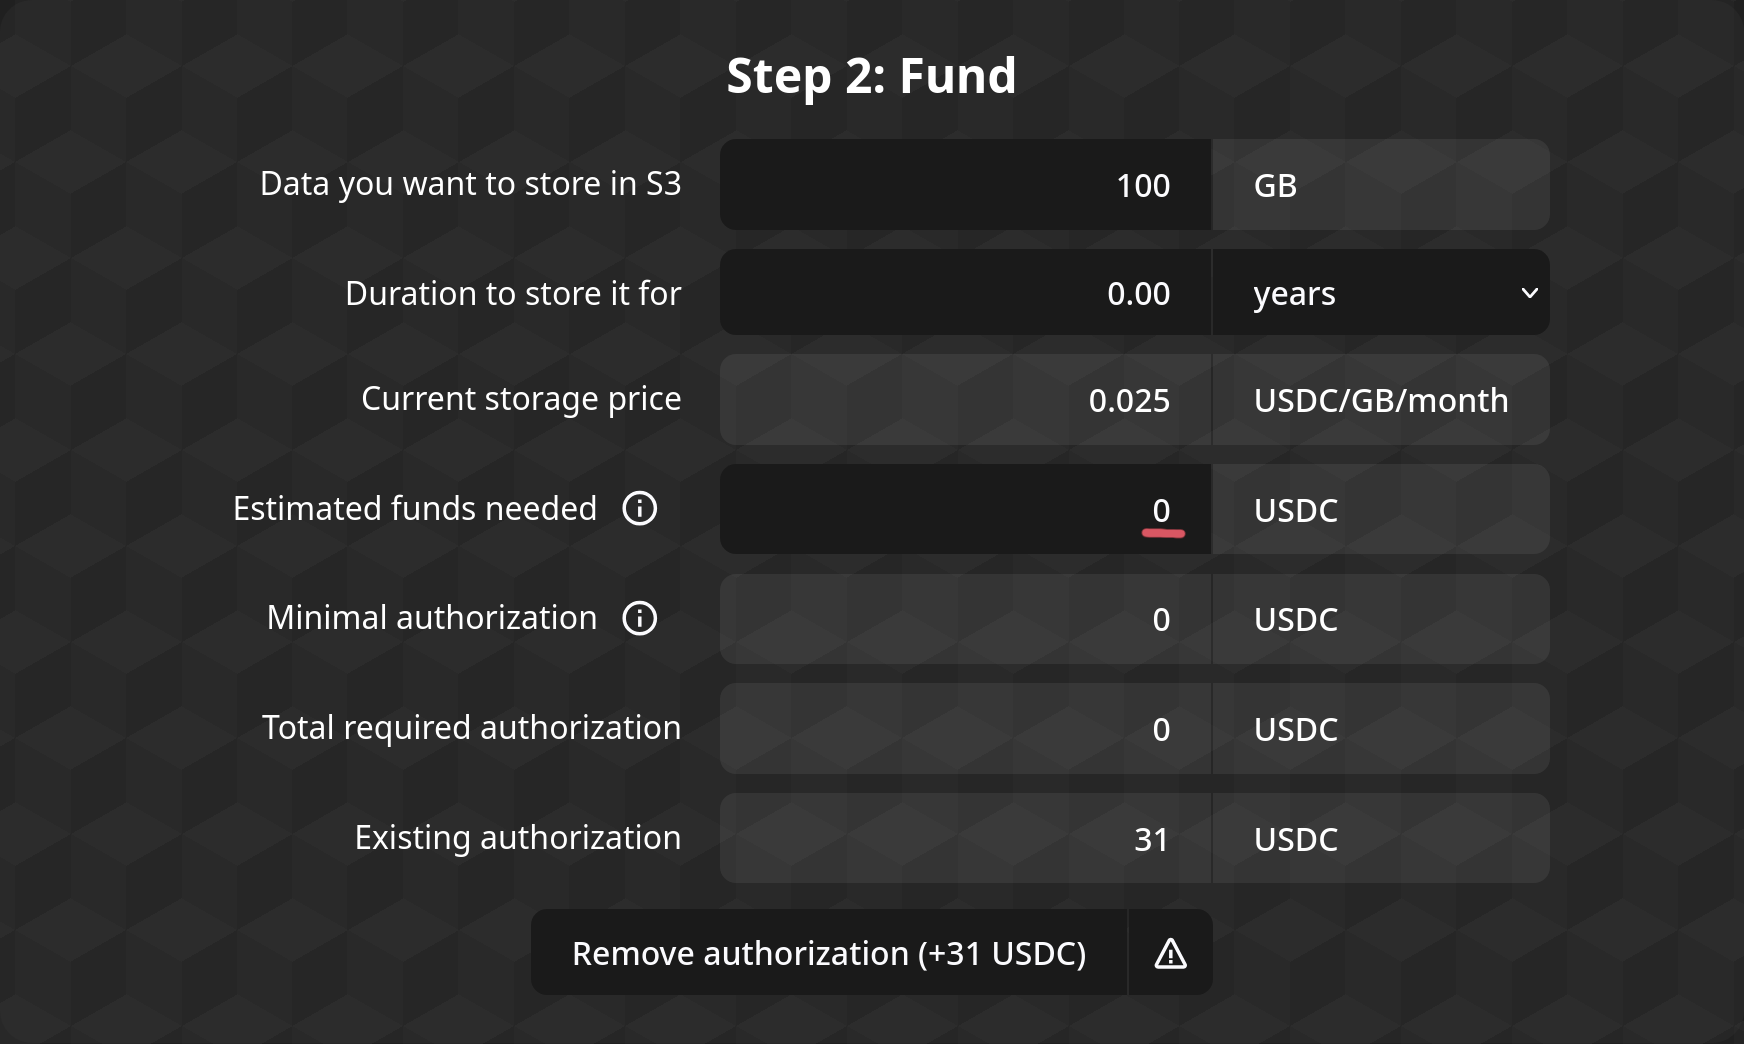 Step 2: Fund
Data you want to store in S3 100 GB
Duration to store it for 0.00 years
Current storage price 0.025 USDC/GB/month
Estimated funds needed 0 USDC
Minimal authorization 0 USDC
Total required authorization 0 USDC
Existing authorization 31 USDC
Remove authorization (+31 USDC)